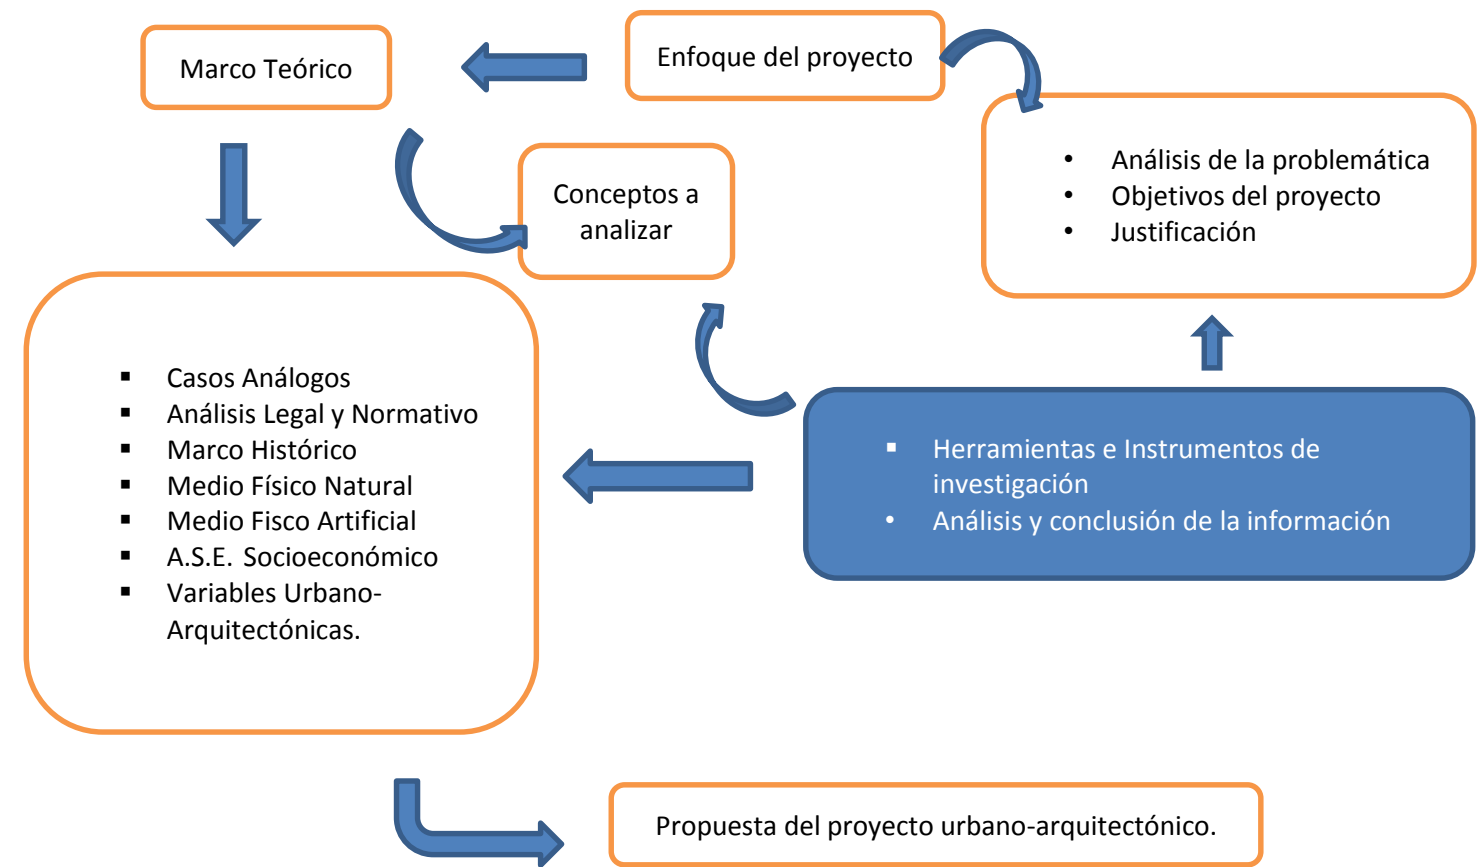 Marco Teórico
Enfoque del proyecto
• Análisis de la problemática
• Objetivos del proyecto
• Justificación
Conceptos a
analizar
▪ Casos Análogos
▪ Análisis Legal y Normativo
▪ Marco Histórico
▪ Medio Físico Natural
▪ Medio Fisco Artificial
▪ A.S.E. Socioeconómico
▪ Variables Urbano-
Arquitectónicas.
▪ Herramientas e Instrumentos de
investigación
• Análisis y conclusión de la información
Propuesta del proyecto urbano-arquitectónico.